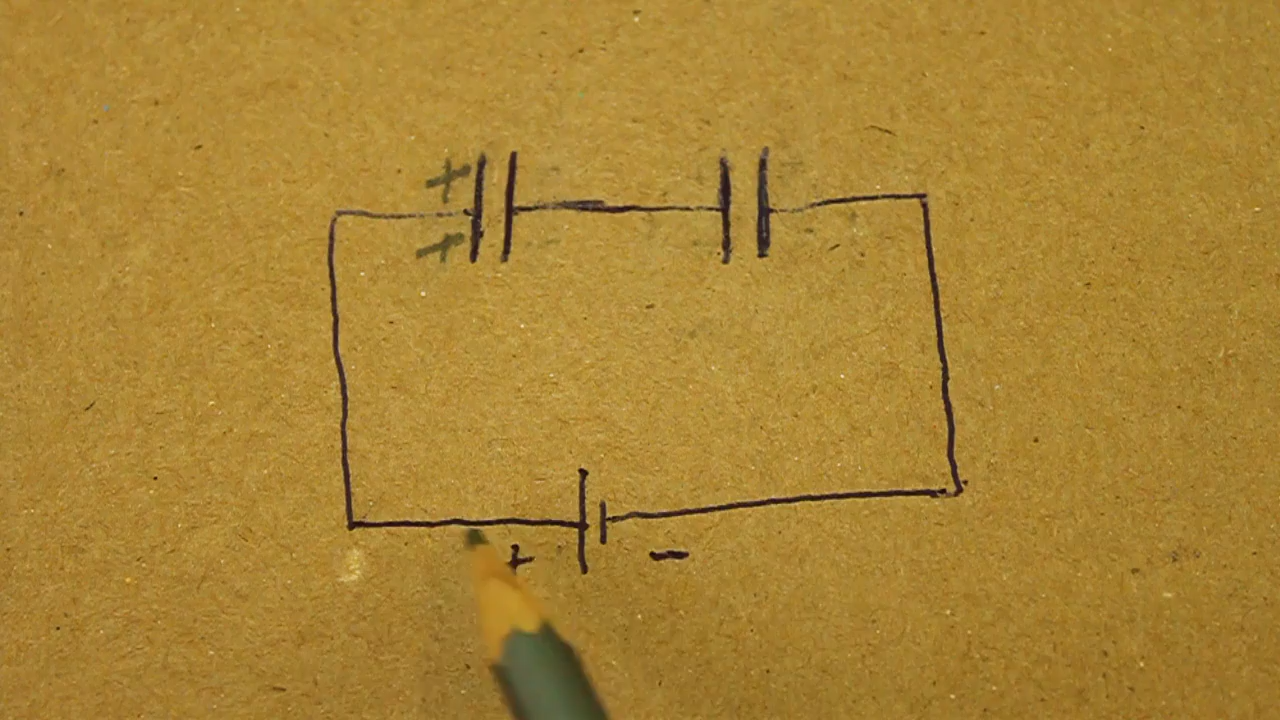 +
+
+ -